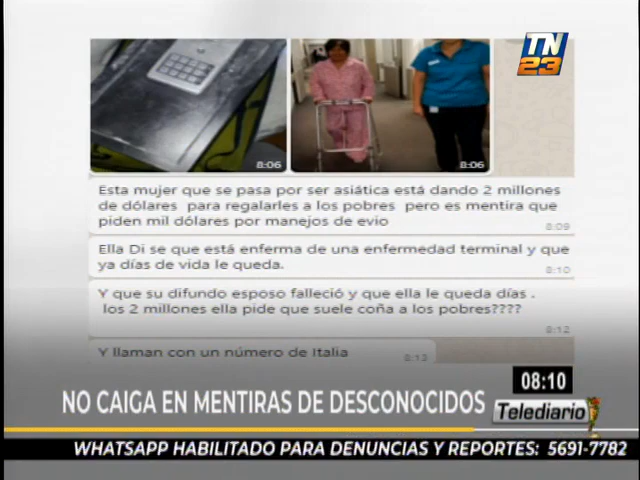 TN
23
8:06
8:06
Esta mujer que se pasa por ser asiática está dando 2 millones
de dólares para regalarles a los pobres pero es mentira que
piden mil dólares por manejos de evio
8:09
Ella Di se que está enferma de una enfermedad terminal y que
ya días de vida le queda.
8:10
Y que su difundo esposo falleció y que ella le queda días .
los 2 millones ella pide que suele coña a los pobres????
8:12
Y llaman con un número de Italia
8:13
08:10
NO CAIGA EN MENTIRAS DE DESCONOCIDOS
Telediario
WHATSAPP HABILITADO PARA DENUNCIAS Y REPORTES: 5691-7782